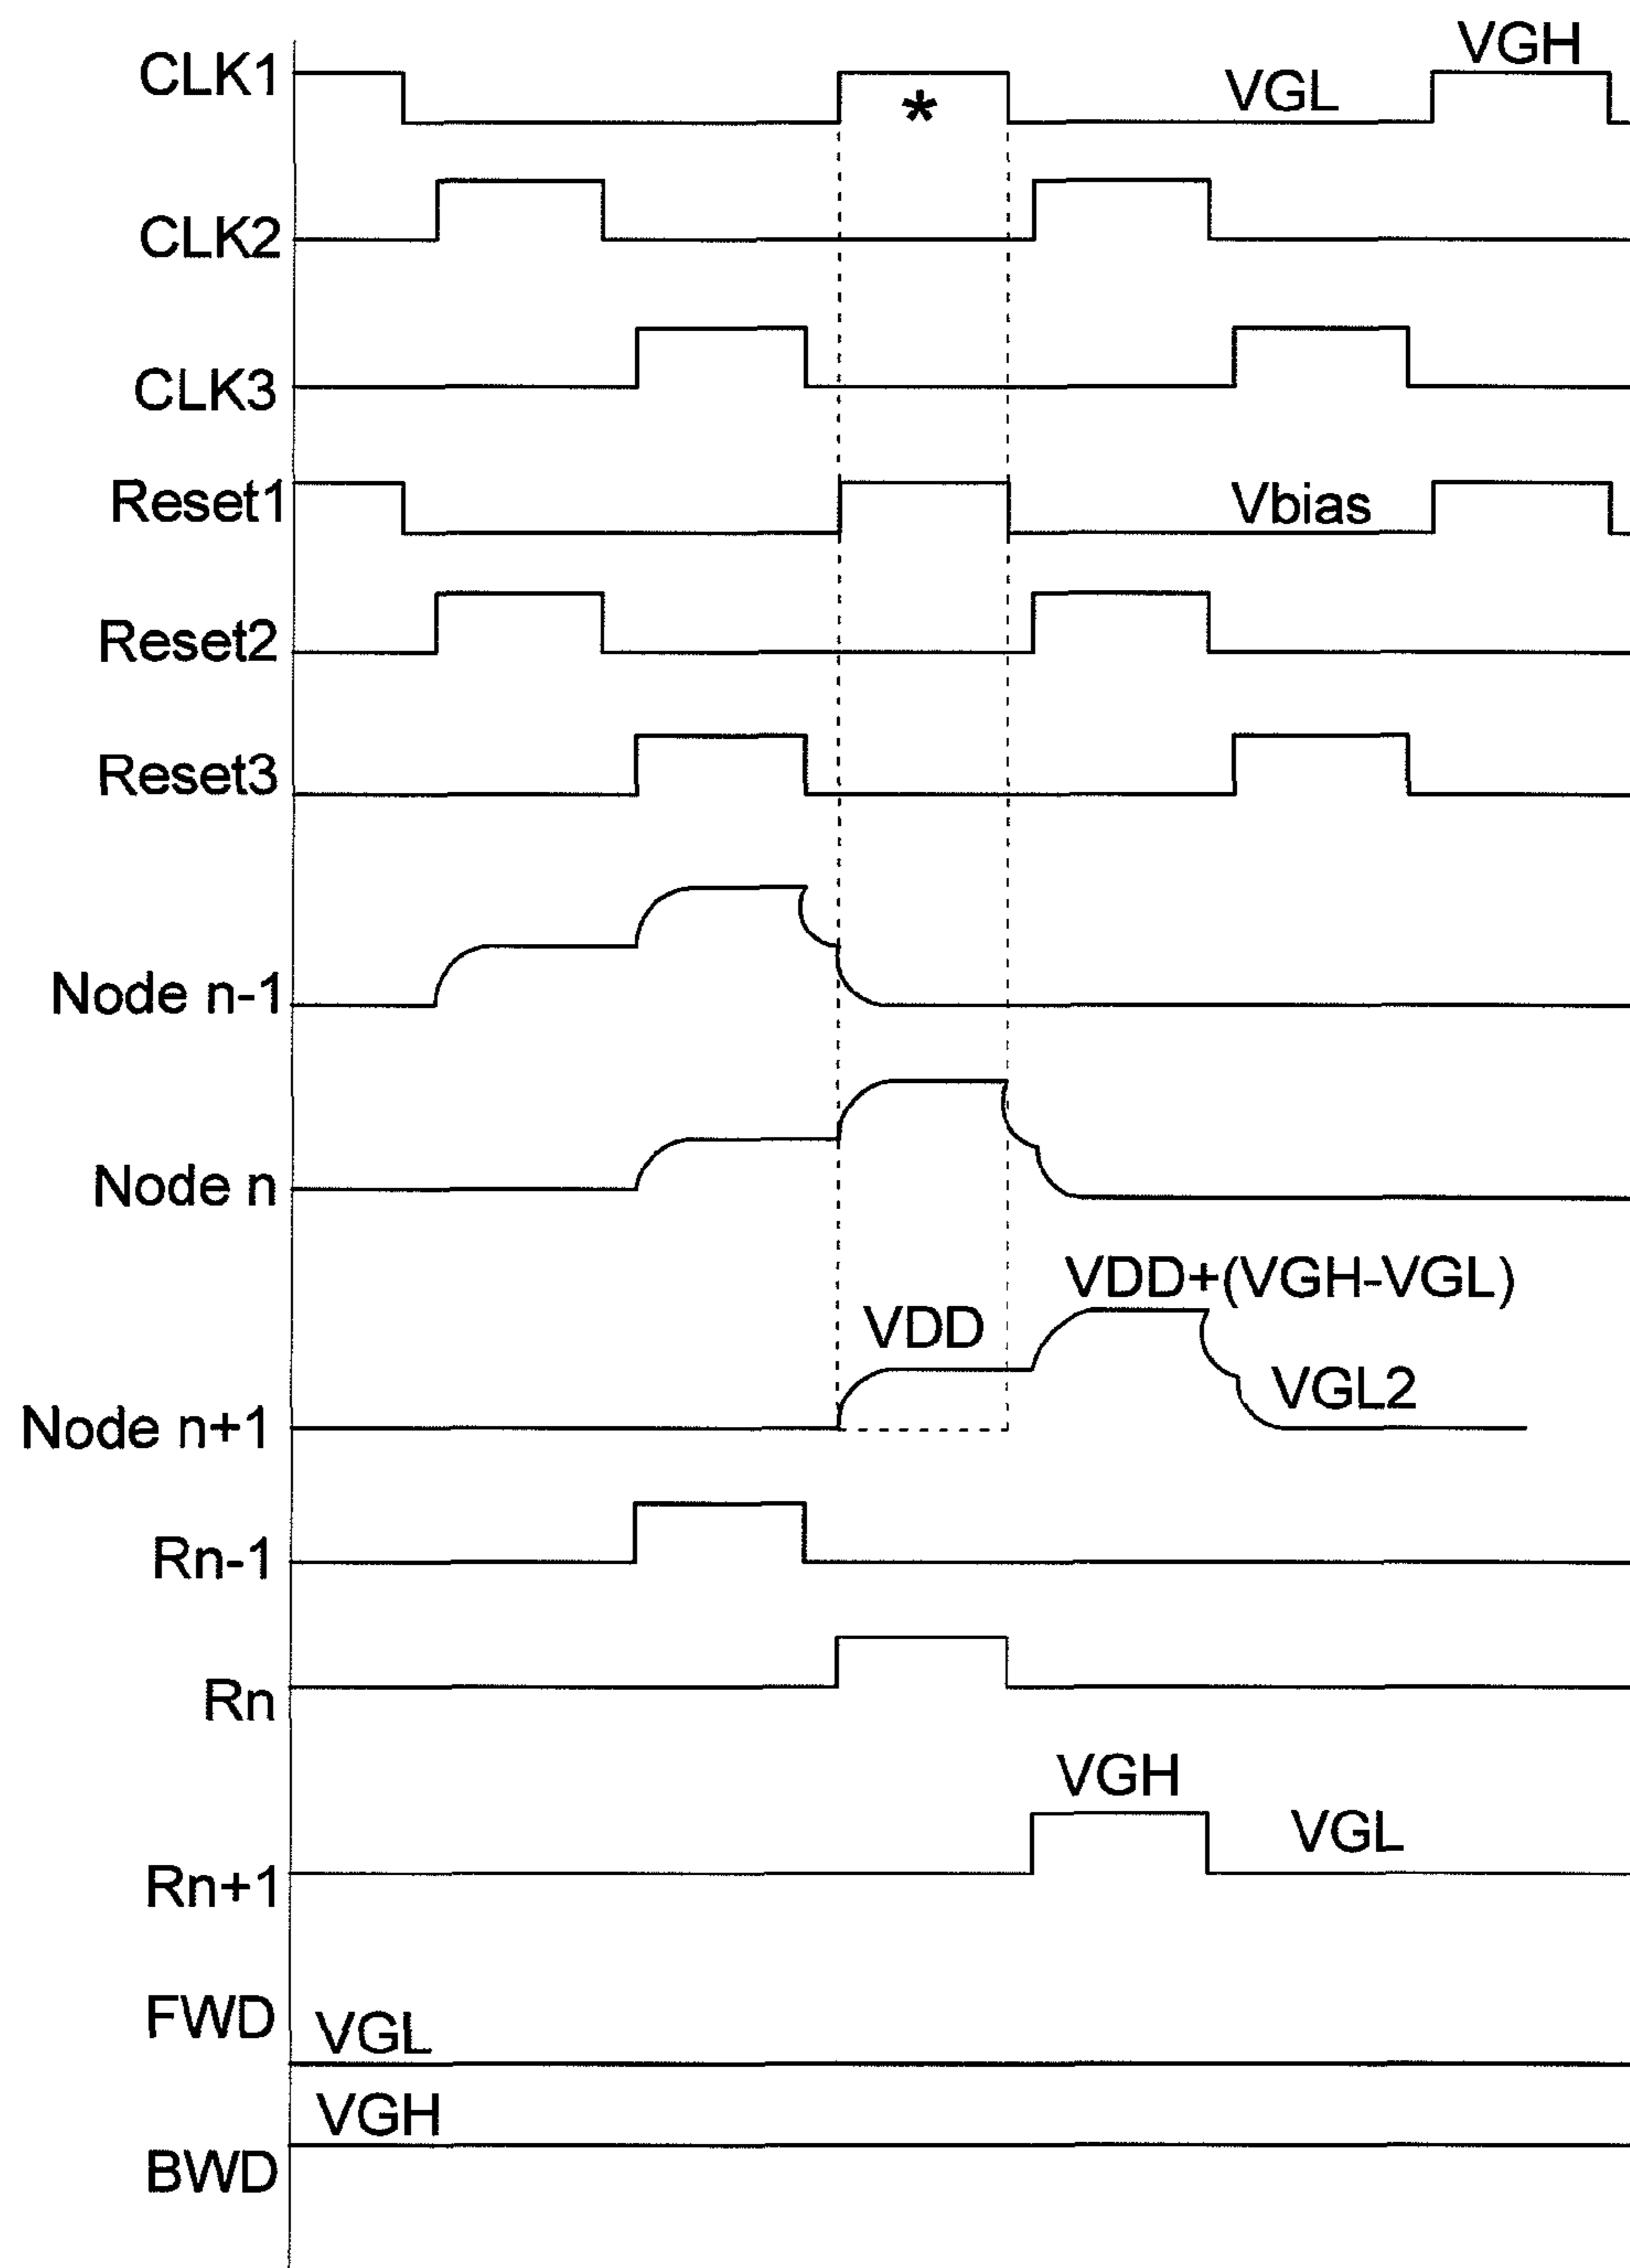 VGH
CLK1
*
VGL
CLK2
CLK3
Reset1
Vbias
Reset2
Reset3
Node n-1
Node n
VDD+(VGH-VGL)
VDD
VGL2
Node n+1
Rn-1
Rn
VGH
VGL
Rn+1
FWD
VGL
VGH
BWD